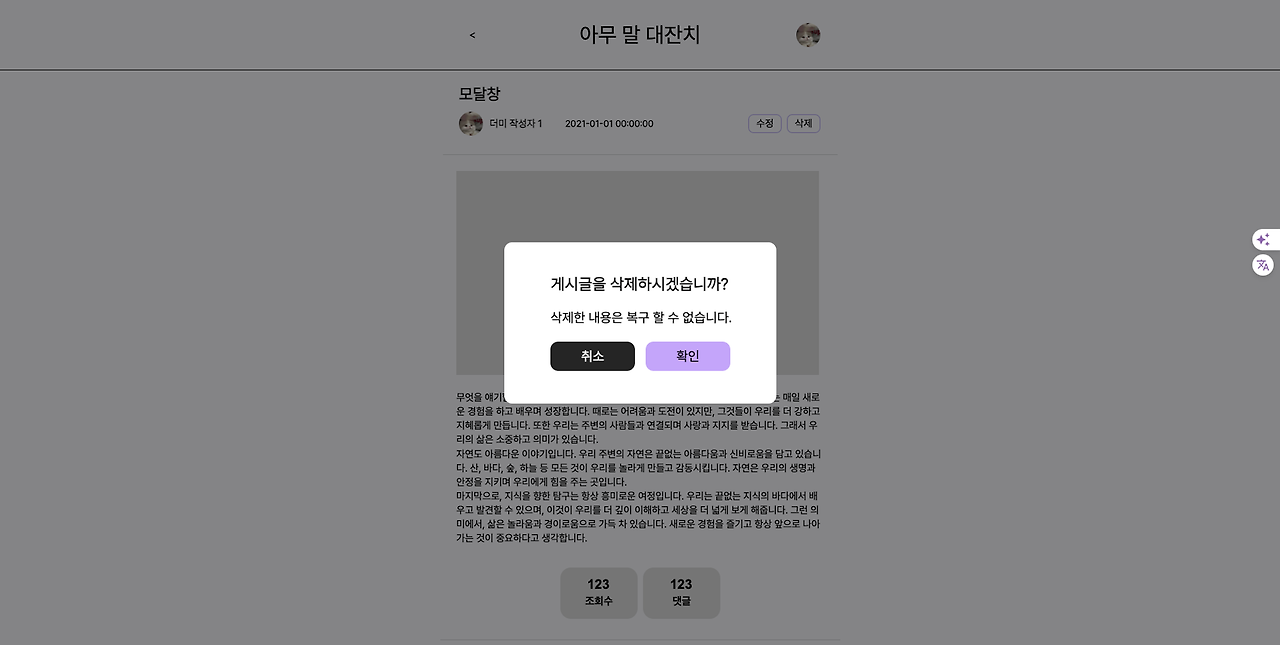 <
아무 말 대잔치
모달창
더미 작성자 1 2021-01-01 00:00:00 수정 삭제
게시글을 삭제하시겠습니까?
삭제한 내용은 복구 할 수 없습니다.
취소 확인
무엇을 매일 새로
운 경험을 하고 배우며 성장합니다. 때로는 어려움과 도전이 있지만, 그것들이 우리를 더 강하고
지혜롭게 만듭니다. 또한 우리는 주변의 사람들과 연결되며 사랑과 지지를 받습니다. 그래서 우
리의 삶은 소중하고 의미가 있습니다.
자연도 아름다운 이야기입니다. 우리 주변의 자연은 끝없는 아름다움과 신비로움을 담고 있습니
다. 산, 바다, 숲, 하늘 등 모든 것이 우리를 놀라게 만들고 감동시킵니다. 자연은 우리의 생명과
안정을 지키며 우리에게 힘을 주는 곳입니다.
마지막으로, 지식을 향한 탐구는 항상 흥미로운 여정입니다. 우리는 끝없는 지식의 바다에서 배
우고 발견할 수 있으며, 이것이 우리를 더 깊이 이해하고 세상을 더 넓게 보게 해줍니다. 그런 의
미에서, 삶은 놀라움과 경이로움으로 가득 차 있습니다. 새로운 경험을 즐기고 항상 앞으로 나아
가는 것이 중요하다고 생각합니다.
123 123
조회수 댓글